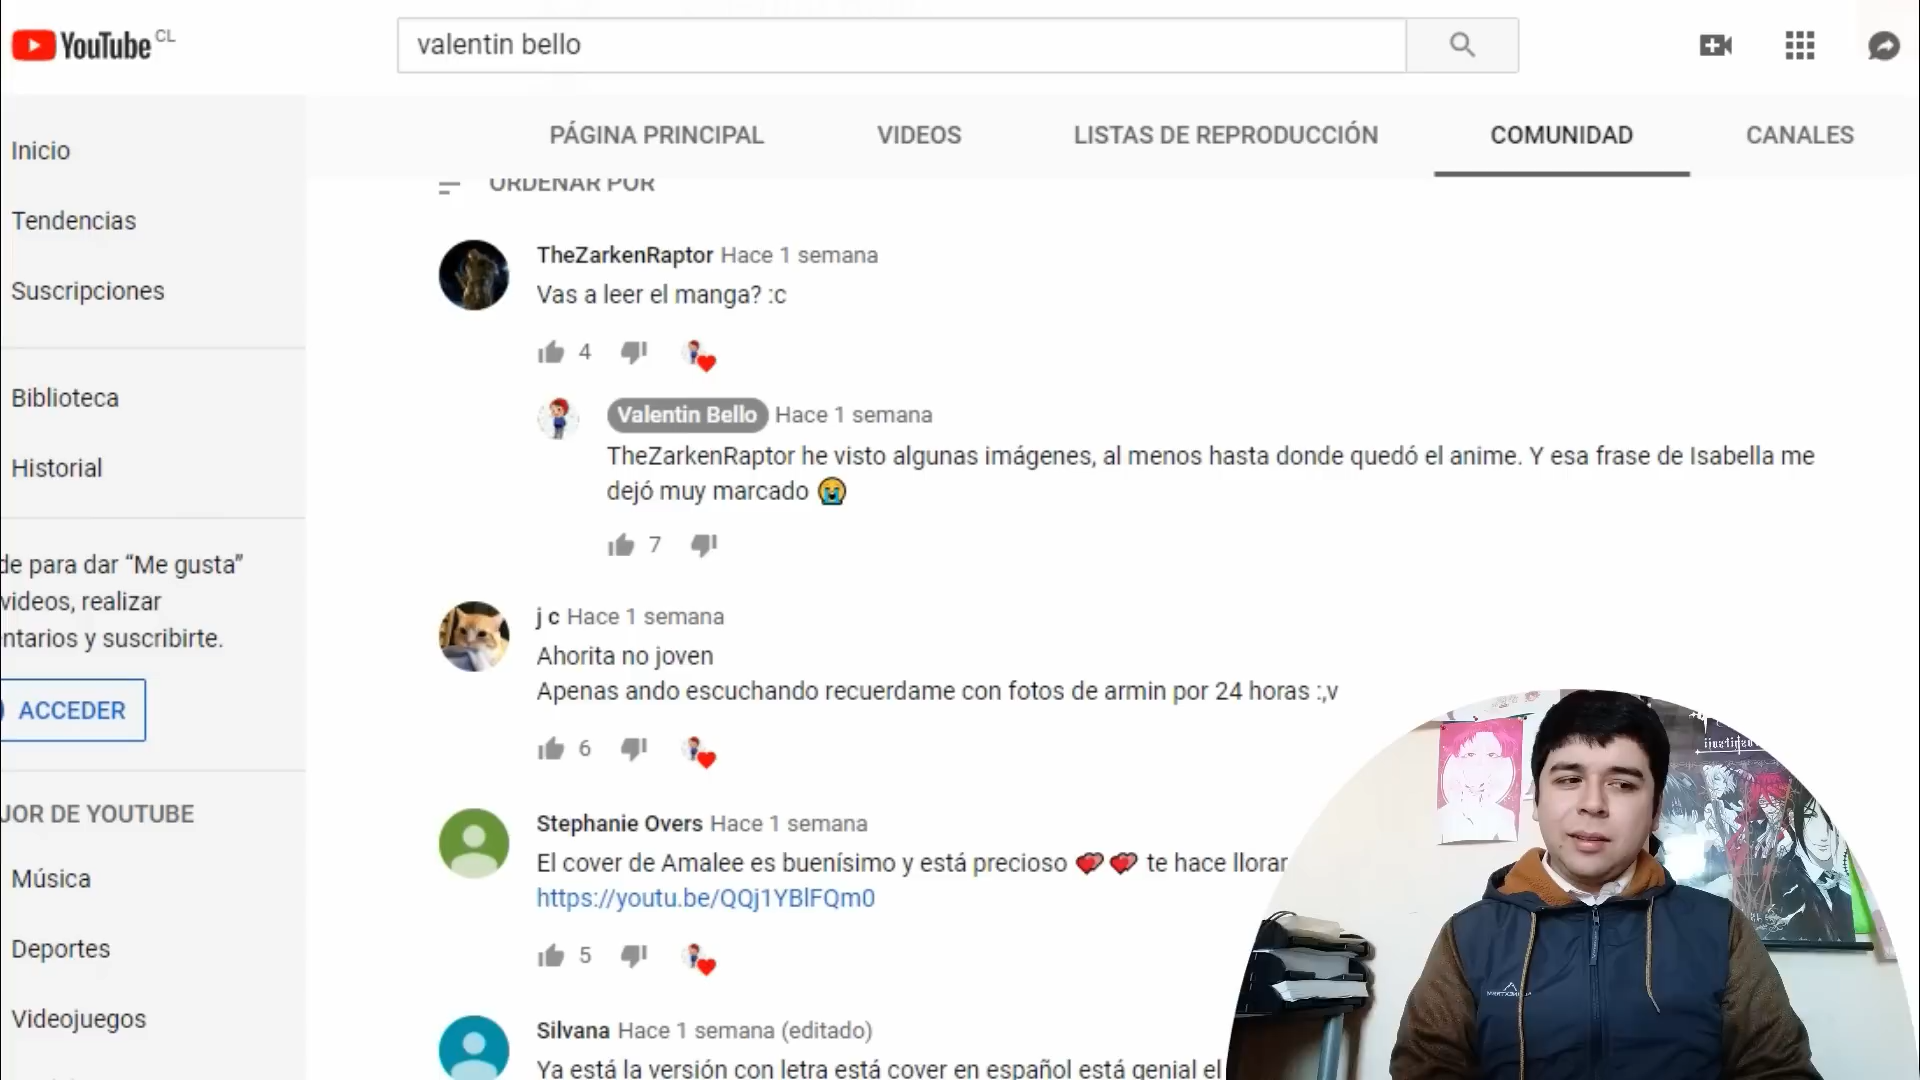 YouTube CL
valentin bello
PÁGINA PRINCIPAL
VIDEOS
LISTAS DE REPRODUCCIÓN
COMUNIDAD
CANALES
Inicio
Tendencias
Suscripciones
Biblioteca
Historial
de para dar “Me gusta”
videos, realizar
ntarios y suscribirte.
ACCEDER
JOR DE YOUTUBE
Música
Deportes
Videojuegos
ORDENAR POR
TheZarkenRaptor Hace 1 semana
Vas a leer el manga? :c
4
Valentin Bello Hace 1 semana
TheZarkenRaptor he visto algunas imágenes, al menos hasta donde quedó el anime. Y esa frase de Isabella me
dejó muy marcado 😭
7
j c Hace 1 semana
Ahorita no joven
Apenas ando escuchando recuerdame con fotos de armin por 24 horas :,v
6
Stephanie Overs Hace 1 semana
El cover de Amalee es buenísimo y está precioso 💕💕 te hace llorar
https://youtu.be/QQj1YBlFQm0
5
Silvana Hace 1 semana (editado)
Ya está la versión con letra está cover en español está genial el